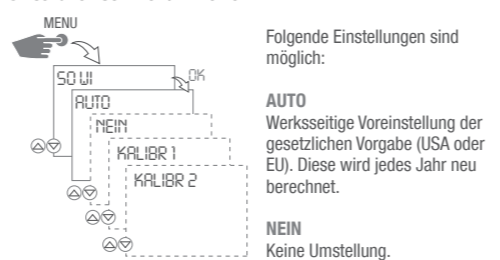 MENU
SO WI
OK
AUTO
NEIN
KALIBR 1
KALIBR 2
Folgende Einstellungen sind
möglich:
AUTO
Werksseitige Voreinstellung der
gesetzlichen Vorgabe (USA oder
EU). Diese wird jedes Jahr neu
berechnet.
NEIN
Keine Umstellung.